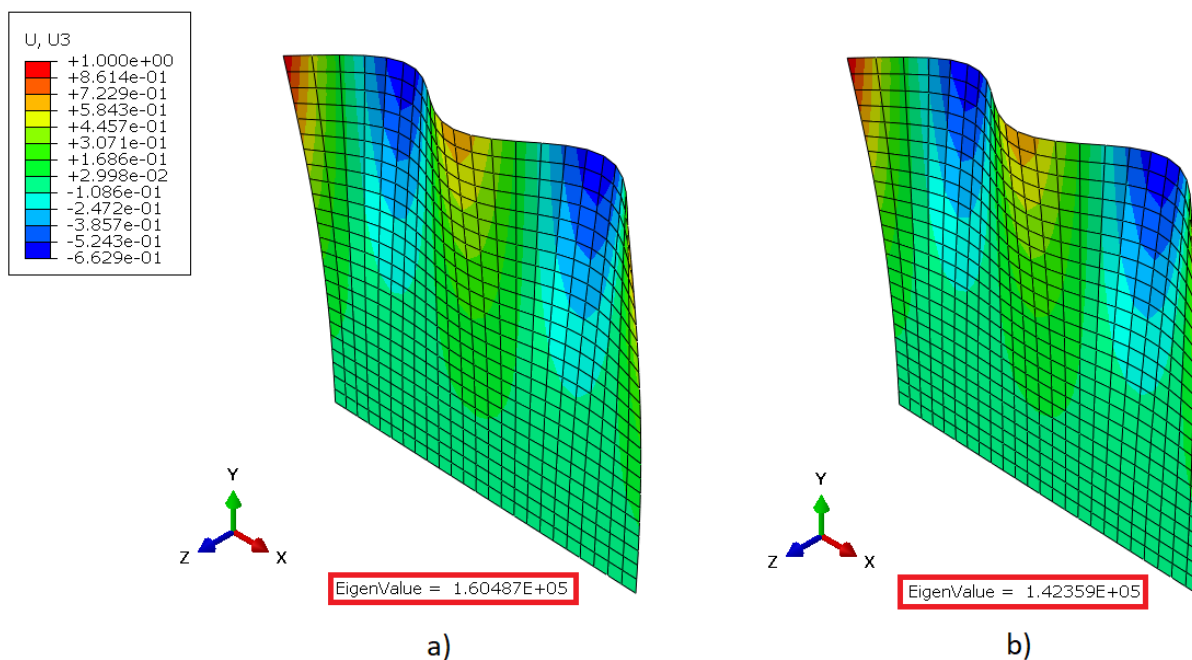 U, U3
+1.000e+00
+8.614e-01
+7.229e-01
+5.843e-01
+4.457e-01
+3.071e-01
+1.686e-01
+2.998e-02
-1.086e-01
-2.472e-01
-3.857e-01
-5.243e-01
-6.629e-01
Y
Z
X
Y
Z
X
EigenValue = 1.60487E+05
EigenValue = 1.42359E+05
a)
b)